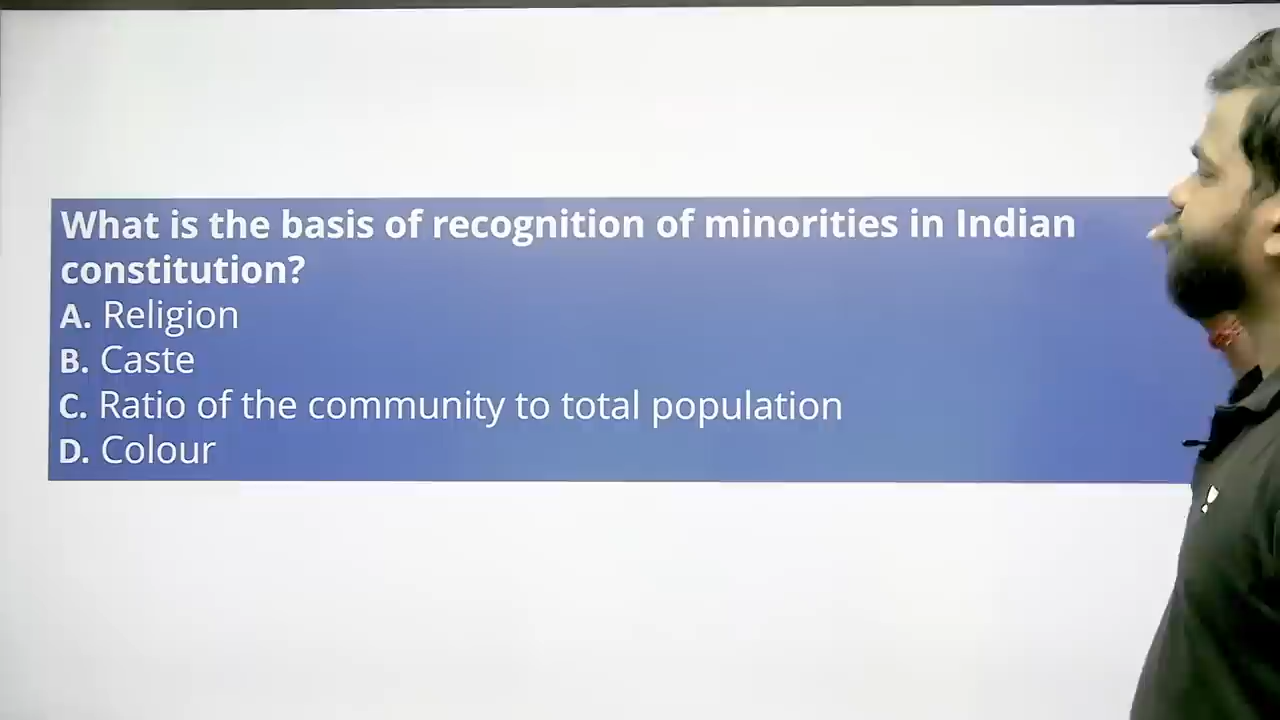 What is the basis of recognition of minorities in Indian
constitution?
A. Religion
B. Caste
C. Ratio of the community to total population
D. Colour